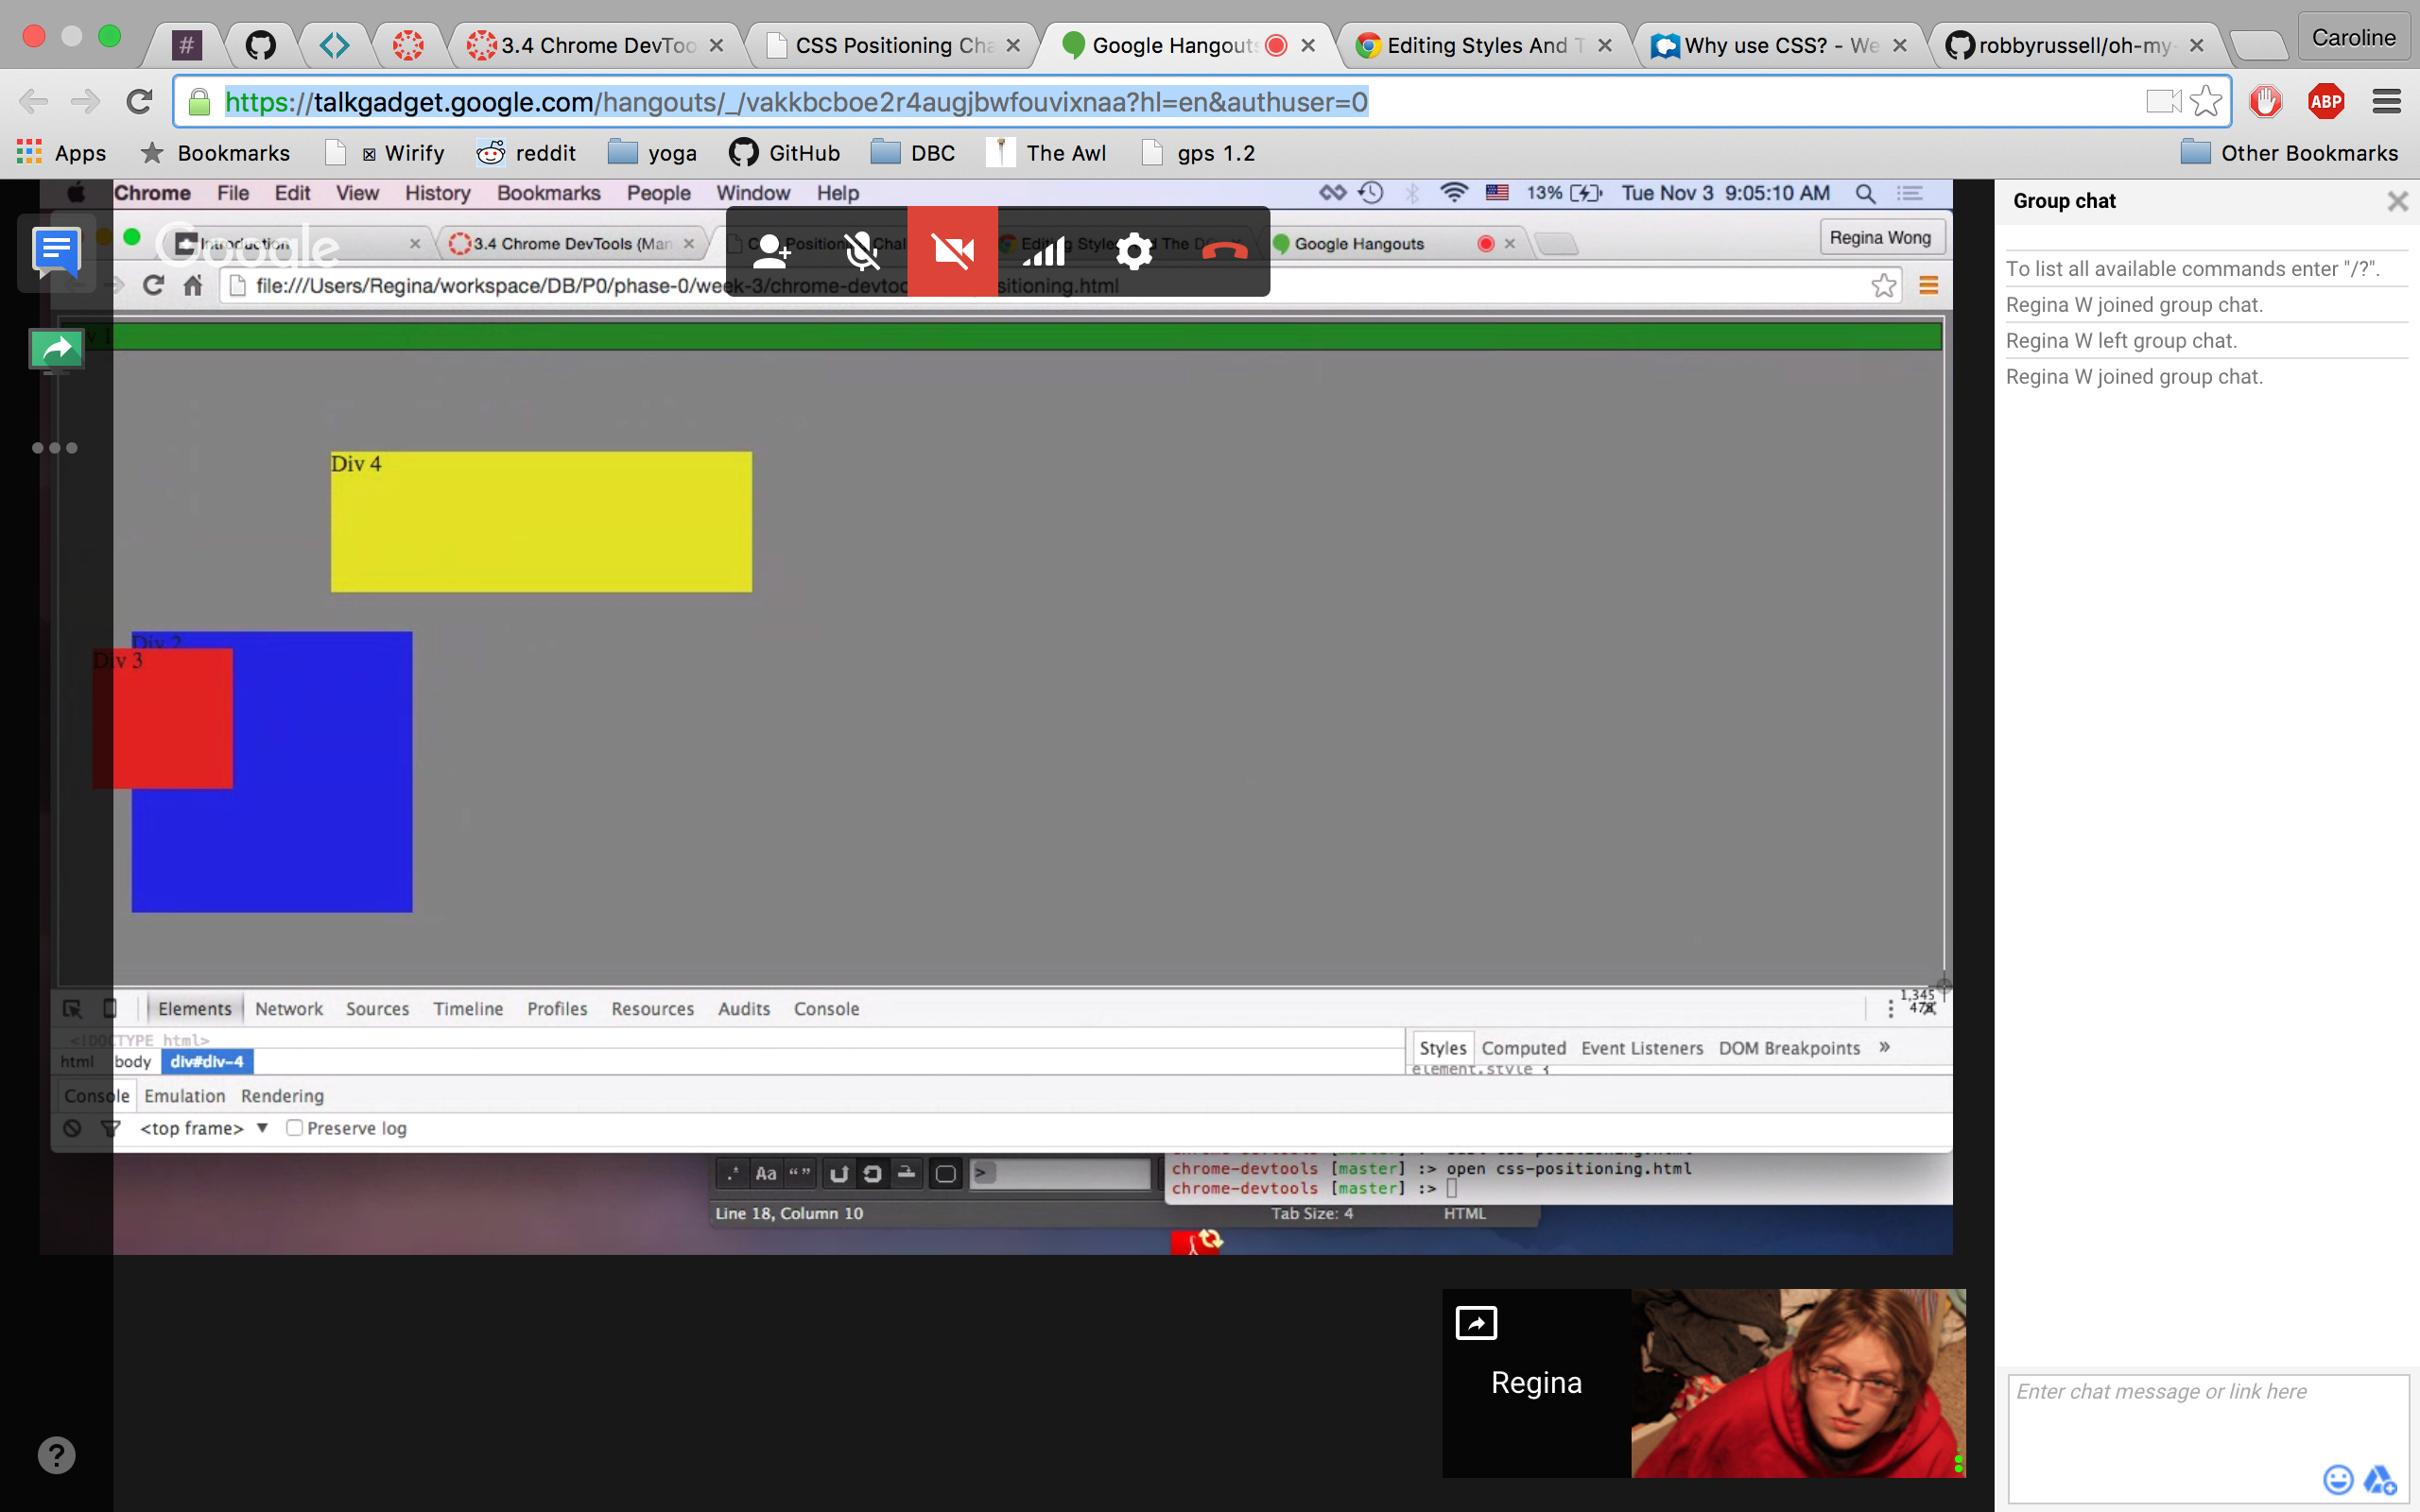 3.4 Chrome DevToo
CSS Positioning Cha
Google Hangouts
Editing Styles And T
Why use CSS? - We
robbyrussell/oh-my-
Caroline
https://talkgadget.google.com/hangouts/_/vakkbcboe2r4augjbwfouvixnaa?hl=en&authuser=0
ABP
Apps
Bookmarks
Wirify
reddit
yoga
GitHub
DBC
The Awl
gps 1.2
Other Bookmarks
Chrome File Edit View History Bookmarks People Window Help
13%
Tue Nov 3 9:05:10 AM
Group chat
Google
Introduction
3.4 Chrome DevTools (Man
Positioni
Chal
Google Hangouts
Regina Wong
file:///Users/Regina/workspace/DB/P0/phase-0/week-3/chrome-devtoo
sitioning.html
To list all available commands enter "/?".
Regina W joined group chat.
Regina W left group chat.
Regina W joined group chat.
Div 4
Div 2
Div 3
Elements Network Sources Timeline Profiles Resources Audits Console
1,345
478
<!DOCTYPE html>
html body div#div-4
Styles Computed Event Listeners DOM Breakpoints »
element.style {
Console Emulation Rendering
<top frame> ▼ Preserve log
.* Aa “ ”
>
chrome-devtools [master] :> open css-positioning.html
chrome-devtools [master] :>
Line 18, Column 10
Tab Size: 4
HTML
Regina
Enter chat message or link here
?